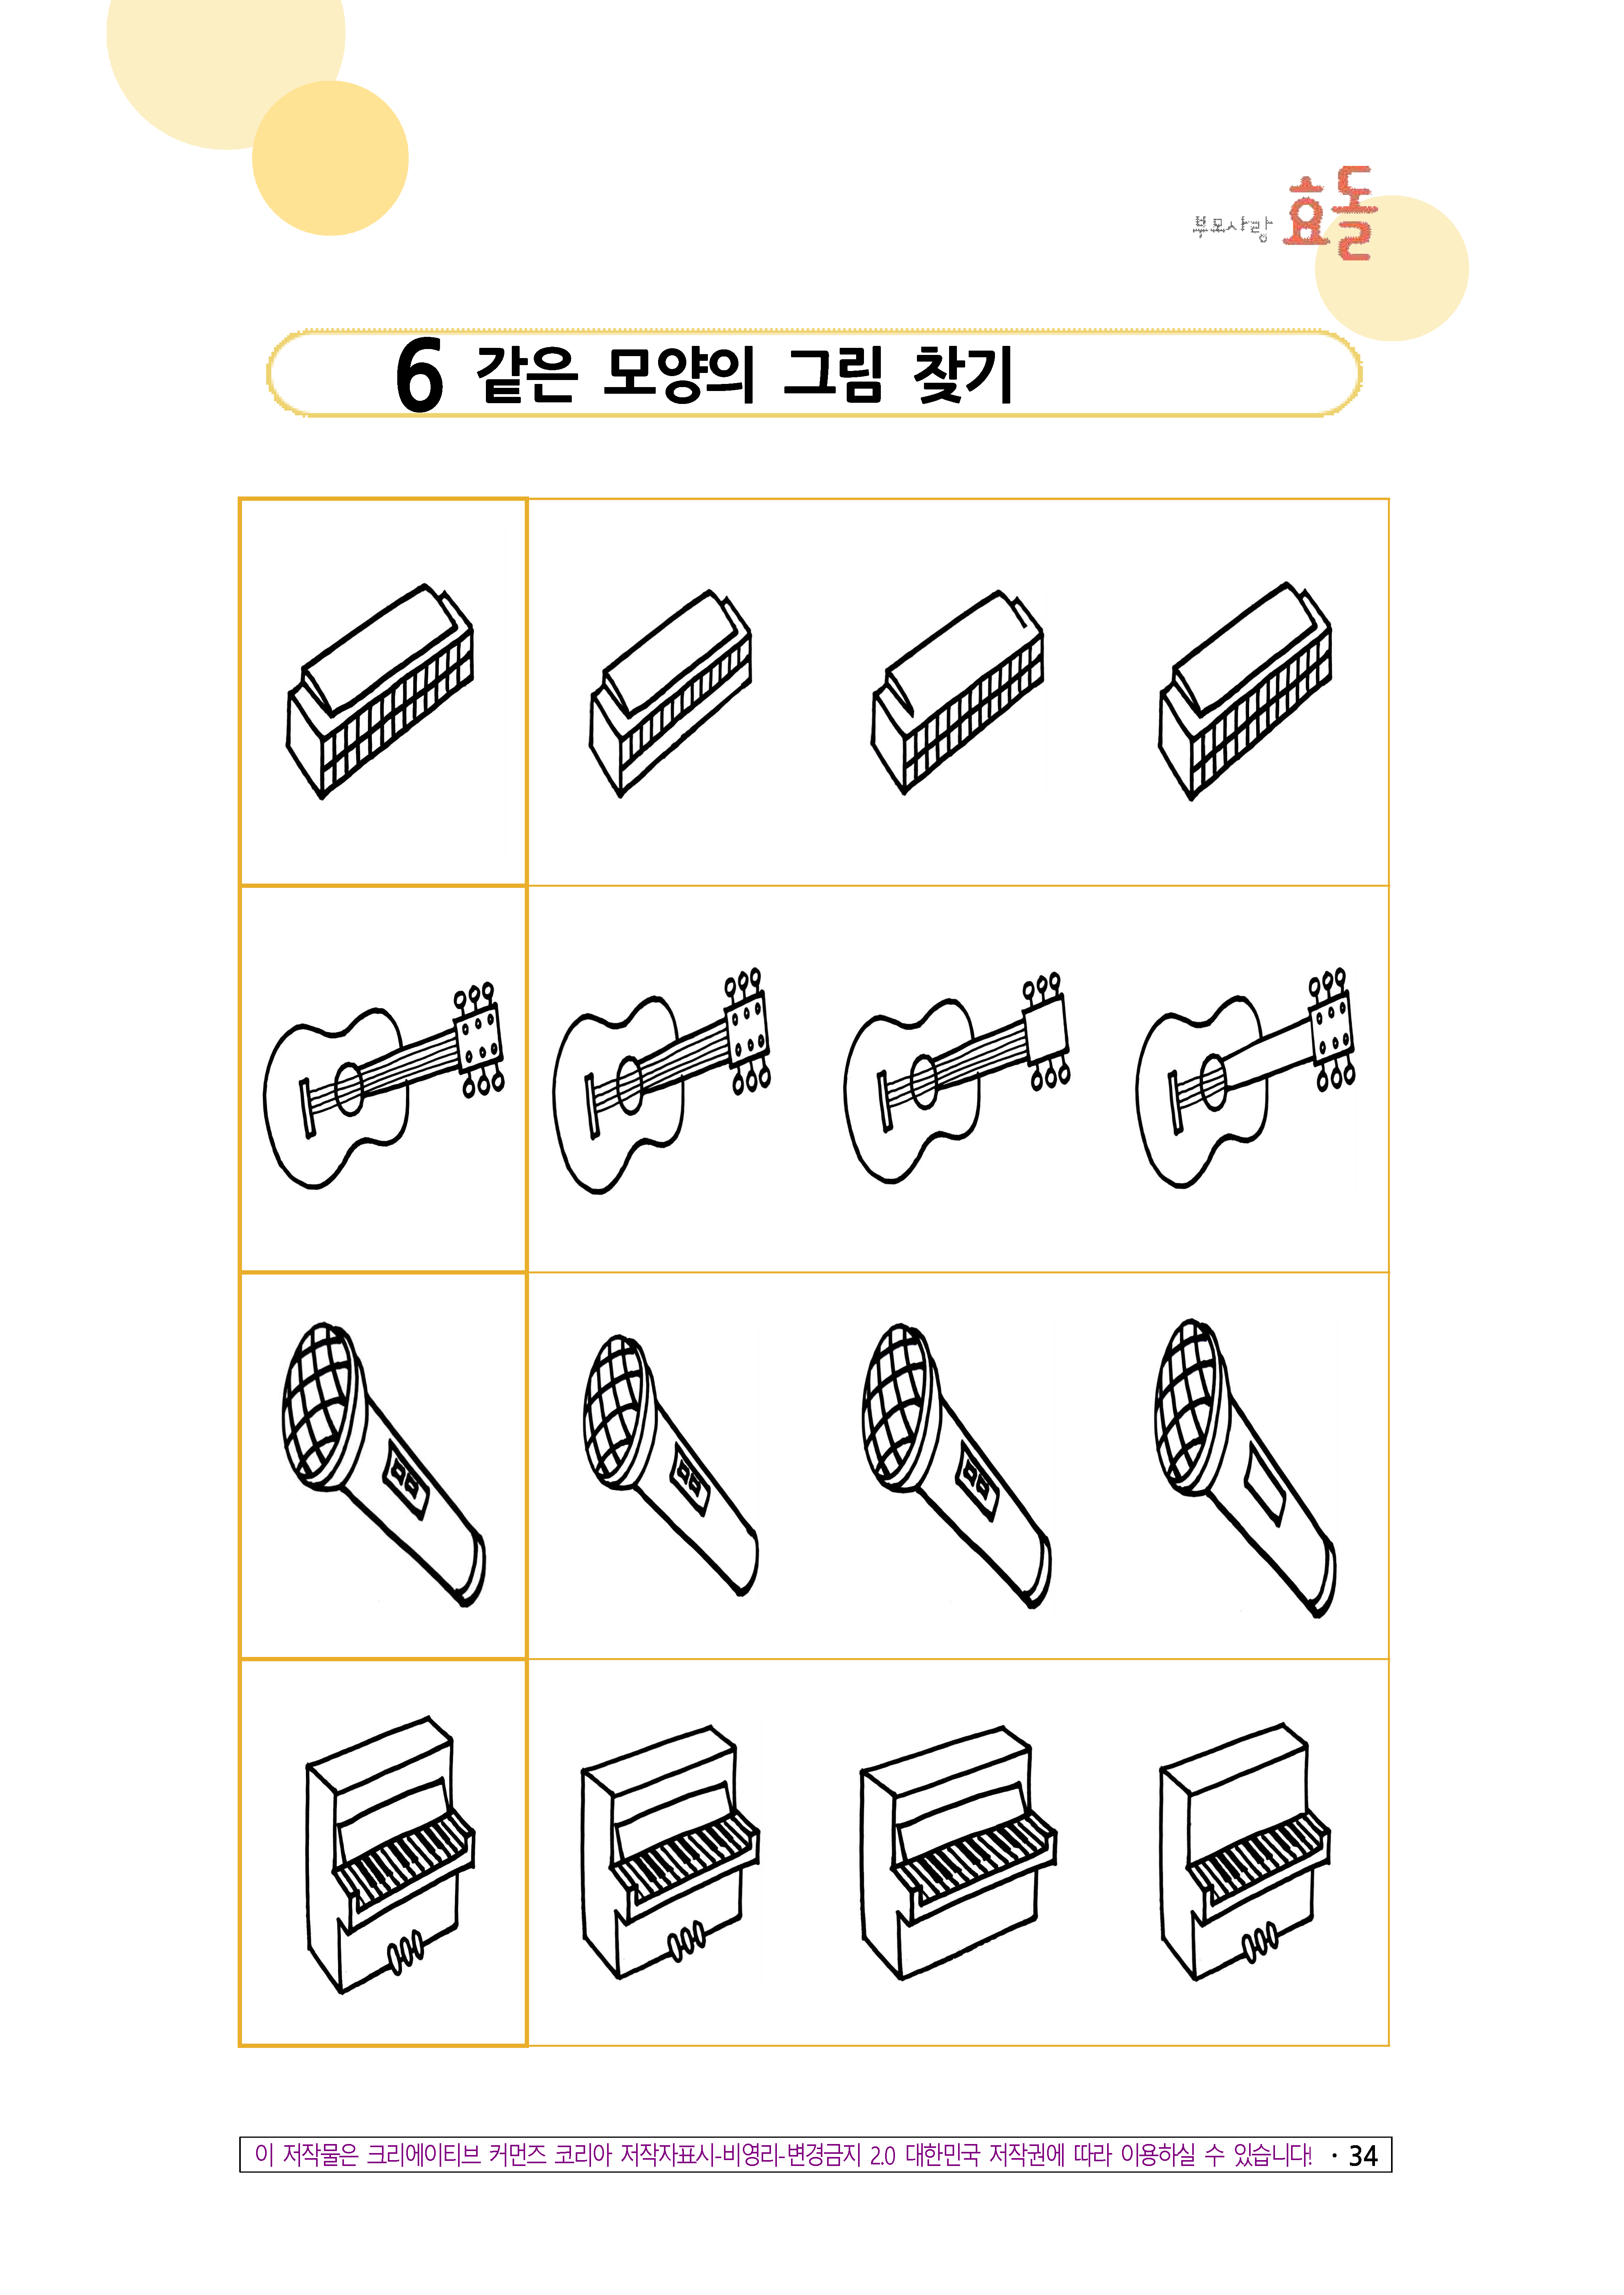 부모사랑 효돌
6 같은 모양의 그림 찾기
이 저작물은 크리에이티브 커먼즈 코리아 저작자표시-비영리-변경금지 2.0 대한민국 저작권에 따라 이용하실 수 있습니다! · 34